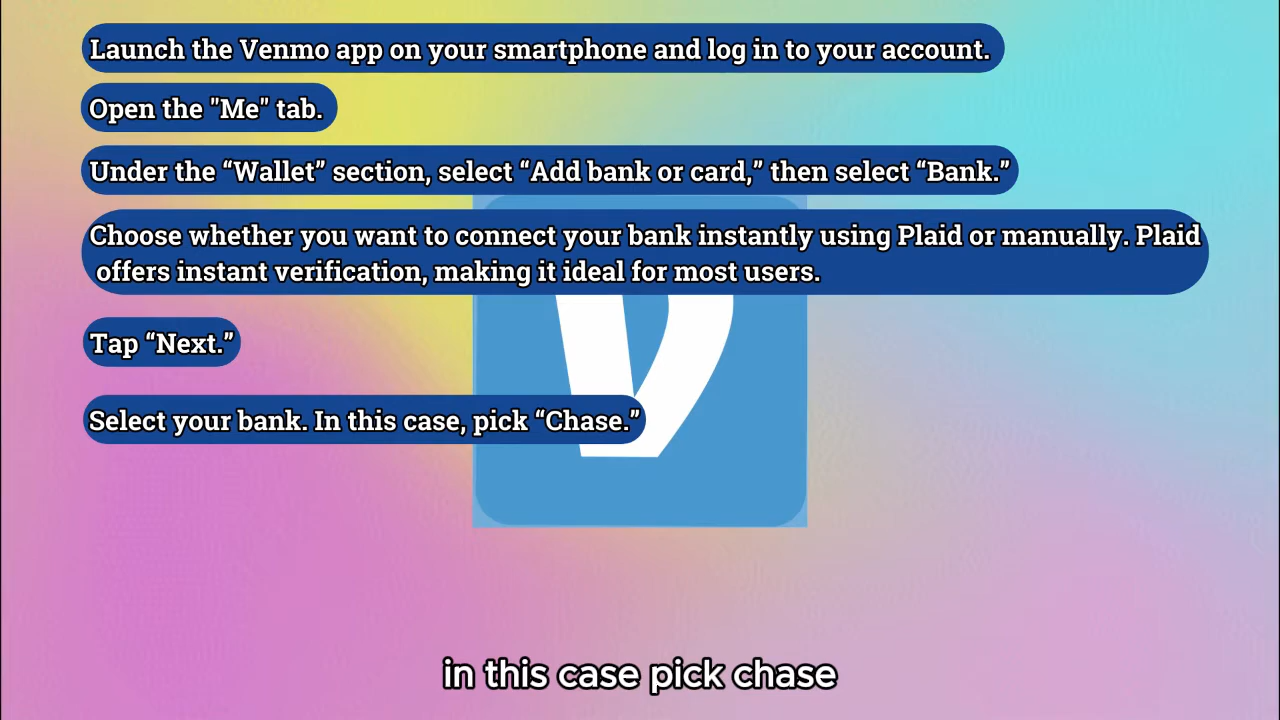 Launch the Venmo app on your smartphone and log in to your account.
Open the "Me" tab.
Under the “Wallet” section, select “Add bank or card,” then select “Bank.”
Choose whether you want to connect your bank instantly using Plaid or manually. Plaid
offers instant verification, making it ideal for most users.
Tap “Next.”
Select your bank. In this case, pick “Chase.”
in this case pick chase